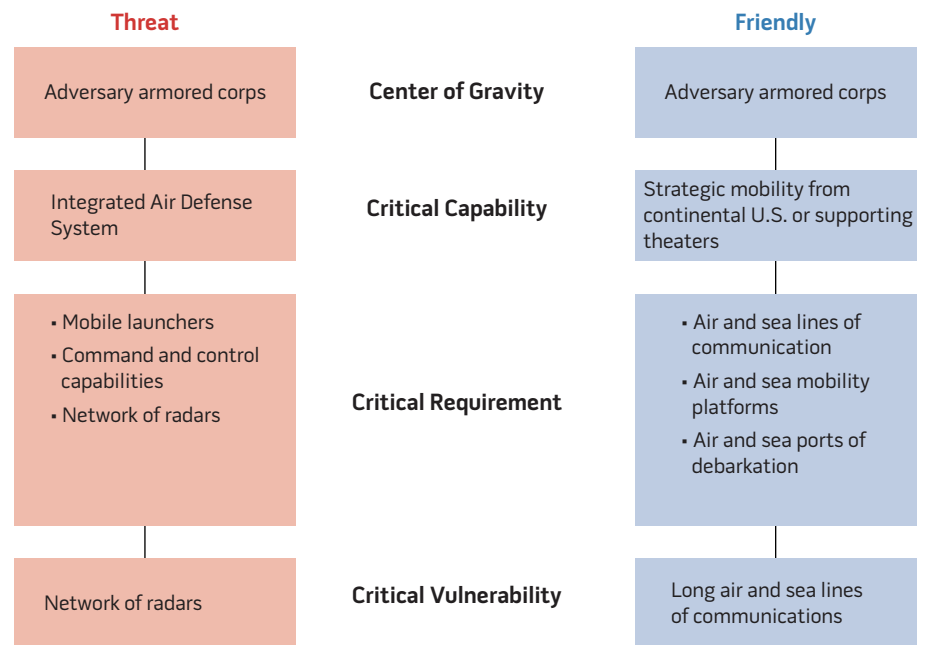 Threat
Friendly
Adversary armored corps
Center of Gravity
Adversary armored corps
Integrated Air Defense
System
Critical Capability
Strategic mobility from
continental U.S. or supporting
theaters
▪ Mobile launchers
▪ Command and control
capabilities
▪ Network of radars
Critical Requirement
▪ Air and sea lines of
communication
▪ Air and sea mobility
platforms
▪ Air and sea ports of
debarkation
Network of radars
Critical Vulnerability
Long air and sea lines
of communications